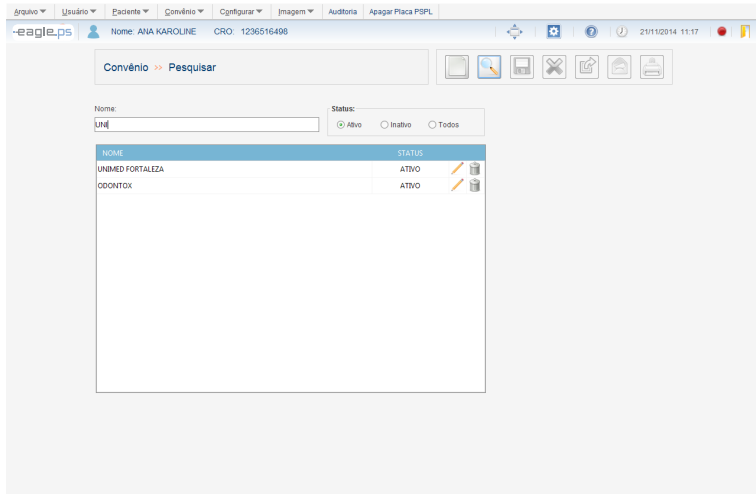 Arquivo Usuário Paciente Convênio Configurar Imagem Auditoria Apagar Placa PSPL
eagle.ps Nome: ANA KAROLINE CRO: 1236516498 21/11/2014 11:17
Convênio >> Pesquisar
Nome: Status:
UNI Ativo Inativo Todos
NOME STATUS
UNIMED FORTALEZA ATIVO
ODONTOX ATIVO